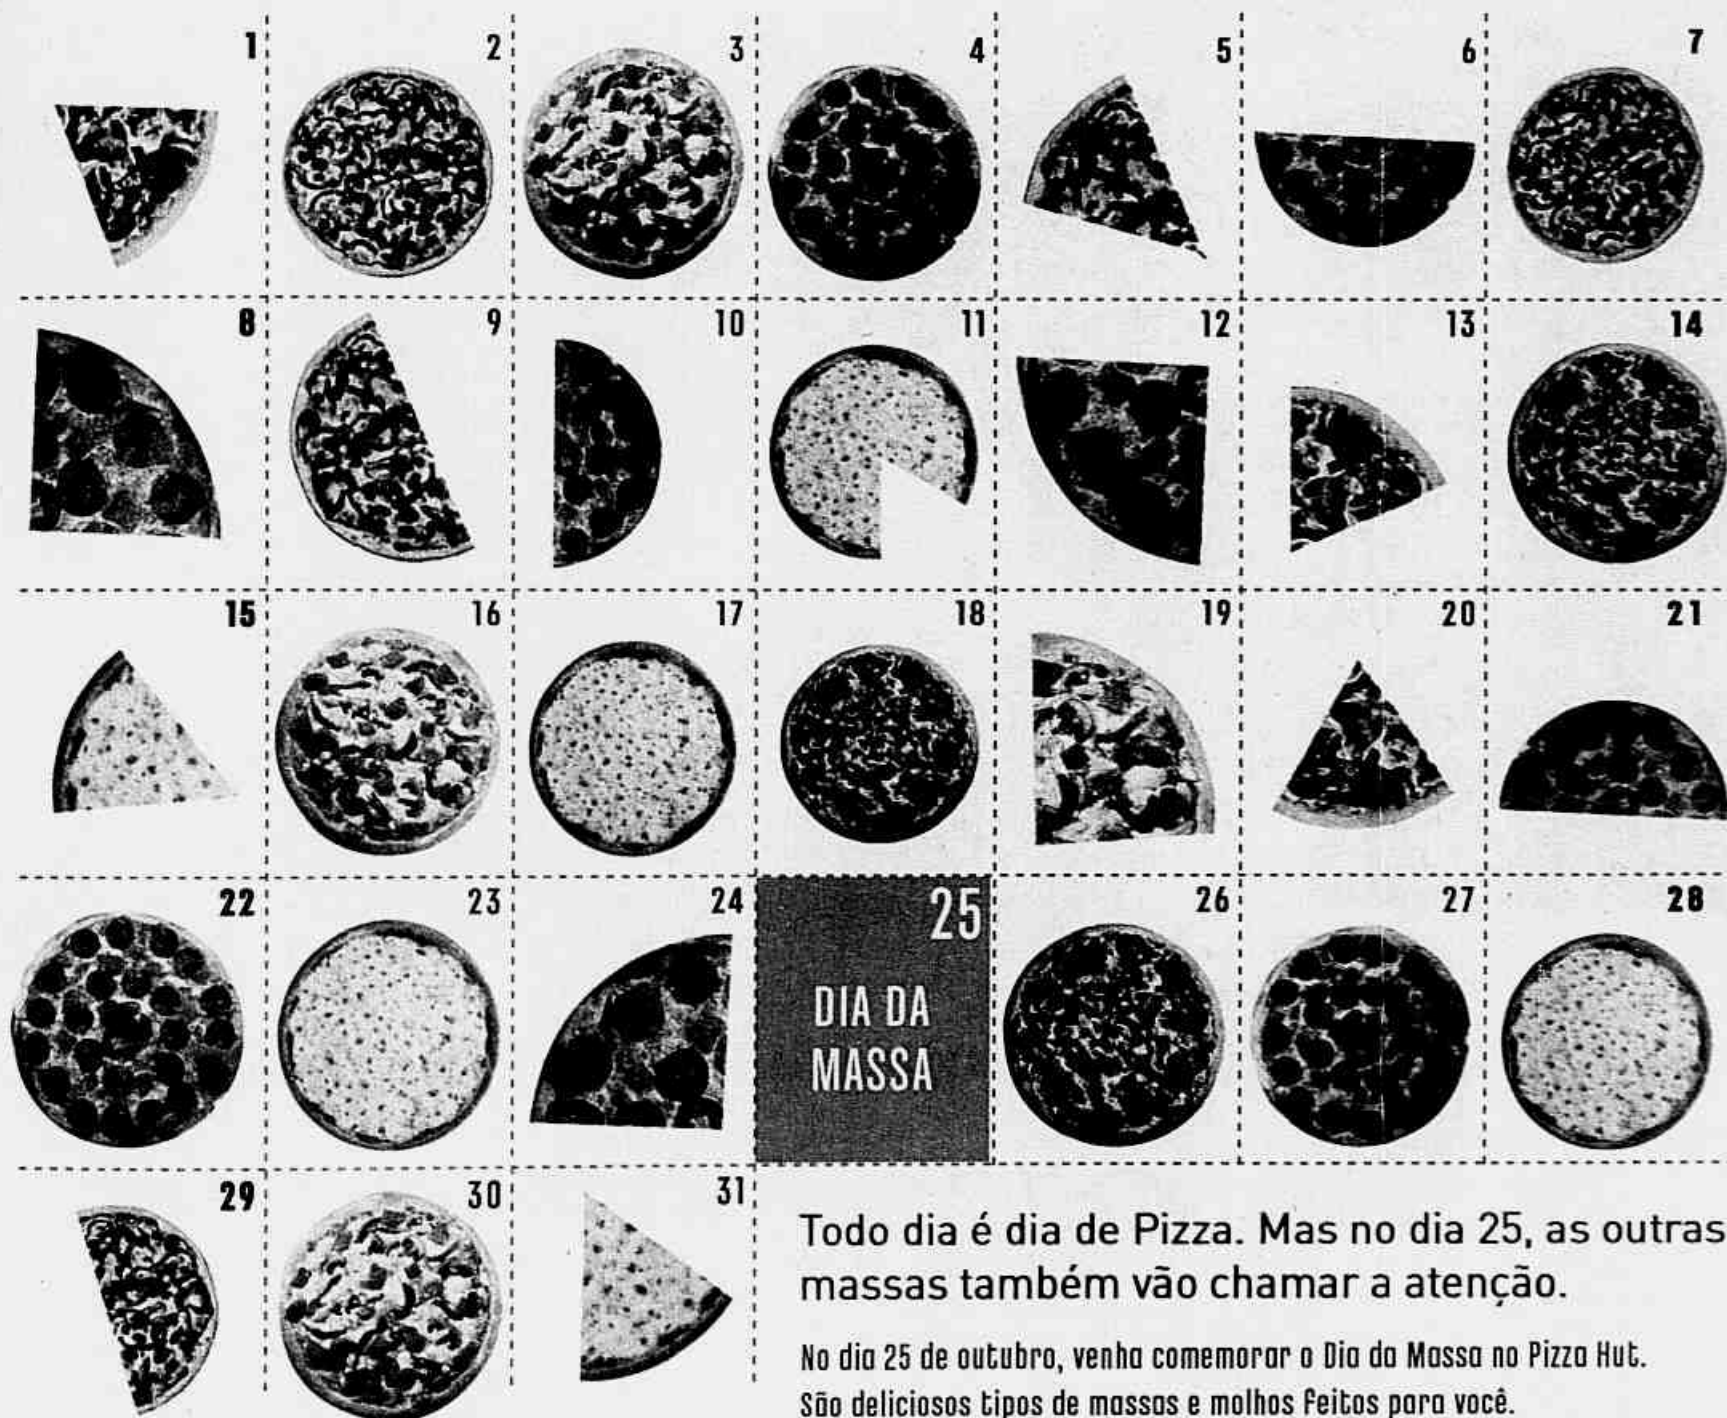 1 2 3 4 5 6 7
8 9 10 11 12 13 14
15 16 17 18 19 20 21
22 23 24 25 26 27 28
DIA DA
MASSA
29 30 31
Todo dia é dia de Pizza. Mas no dia 25, as outras
massas também vão chamar a atenção.
No dia 25 de outubro, venha comemorar o Dia da Massa no Pizza Hut.
São deliciosos tipos de massas e molhos feitos para você.